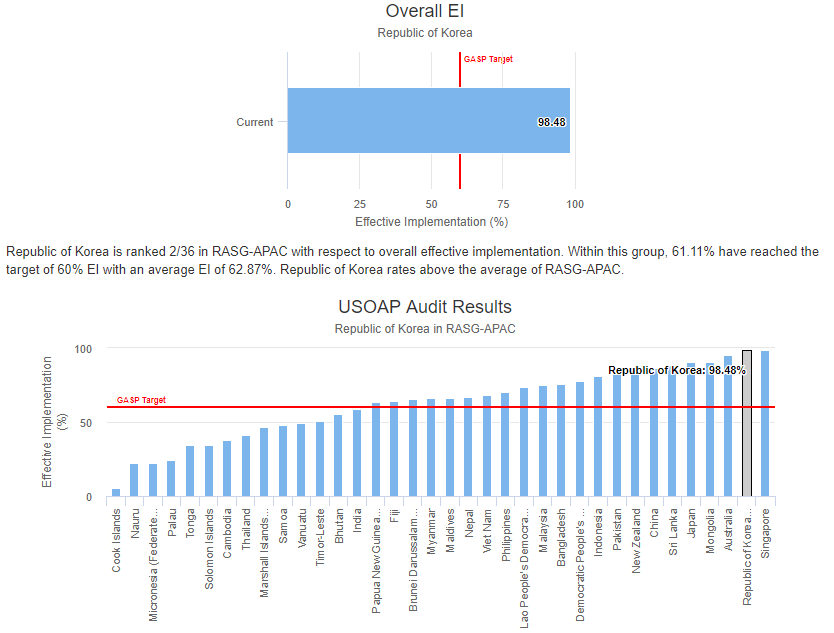 Overall EI
Republic of Korea
GASP Target
Current
98.48
0
25
50
75
100
Effective Implementation (%)
Republic of Korea is ranked 2/36 in RASG-APAC with respect to overall effective implementation. Within this group, 61.11% have reached the
target of 60% EI with an average EI of 62.87%. Republic of Korea rates above the average of RASG-APAC.
USOAP Audit Results
Republic of Korea in RASG-APAC
Effective Implementation
(%)
100
50
0
GASP Target
Republic of Korea: 98.48%
Cook Islands
Nauru
Micronesia (Federate...
Palau
Tonga
Solomon Islands
Cambodia
Thailand
Marshall Islands...
Samoa
Vanuatu
Timor-Leste
Bhutan
India
Papua New Guinea...
Fiji
Brunei Darussalam...
Myanmar
Maldives
Nepal
Viet Nam
Philippines
Lao People's Democra...
Malaysia
Bangladesh
Democratic People's ...
Indonesia
Pakistan
New Zealand
China
Sri Lanka
Japan
Mongolia
Australia
Republic of Korea...
Singapore